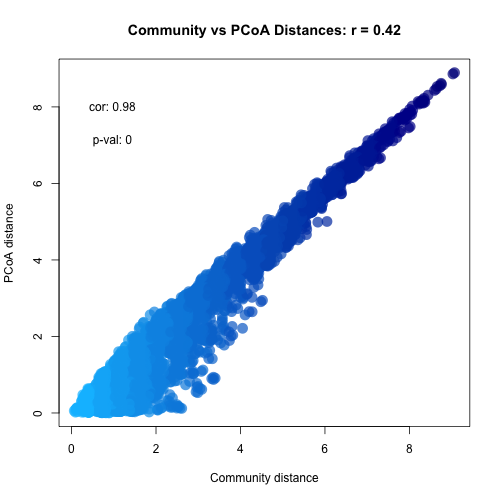 Community vs PCoA Distances: r = 0.42
cor: 0.98
p-val: 0
PCoA distance
0
2
4
6
8
0 2 4 6 8
Community distance